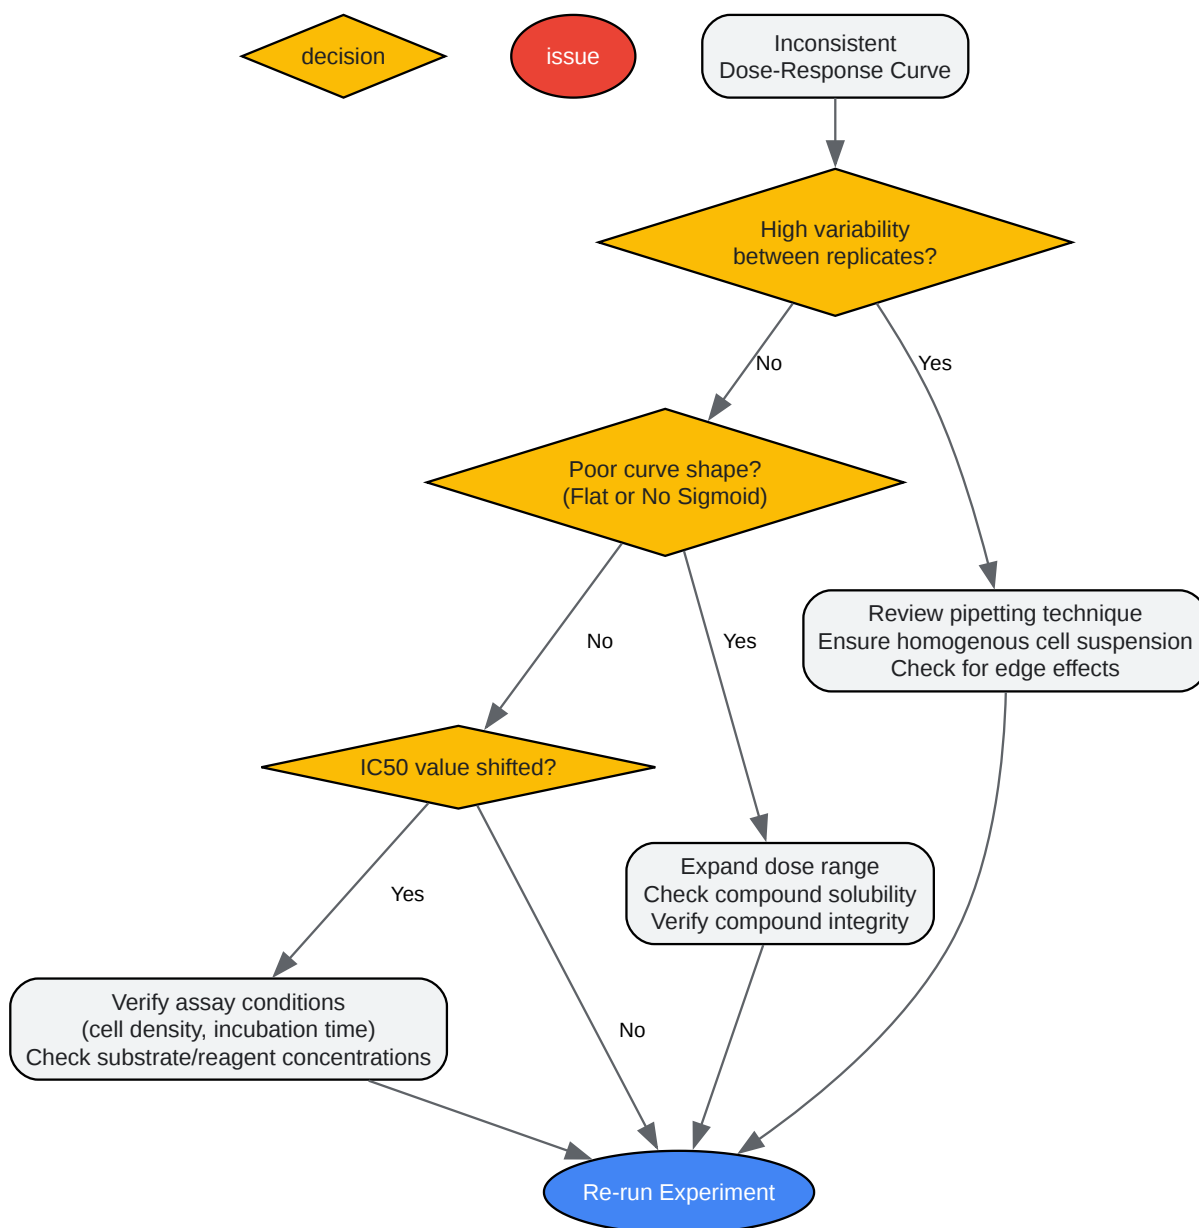 decision
issue
Inconsistent
Dose-Response Curve
High variability
between replicates?
No
Yes
Poor curve shape?
(Flat or No Sigmoid)
Review pipetting technique
Ensure homogenous cell suspension
Check for edge effects
No
Yes
IC50 value shifted?
Expand dose range
Check compound solubility
Verify compound integrity
Yes
Verify assay conditions
(cell density, incubation time)
Check substrate/reagent concentrations
No
Re-run Experiment